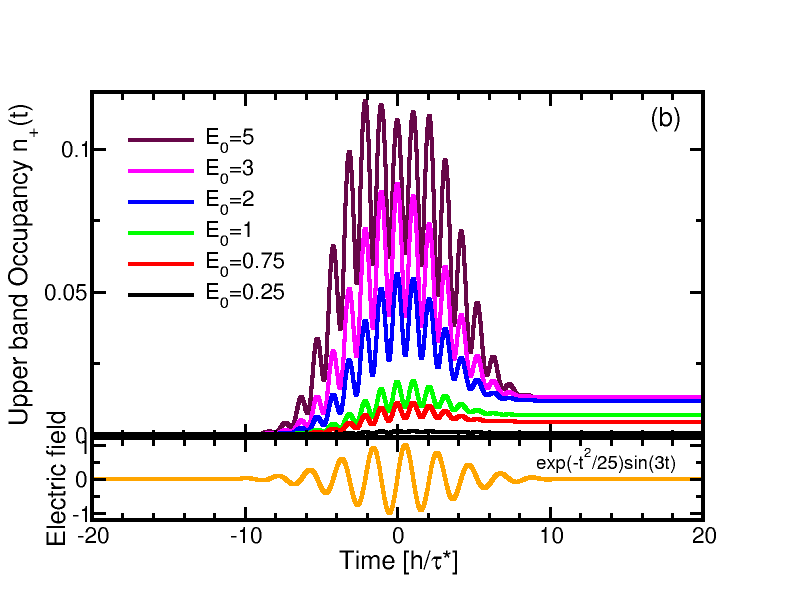 (b)
Upper band Occupancy n₊(t)
0.1
0.05
0
E₀=5
E₀=3
E₀=2
E₀=1
E₀=0.75
E₀=0.25
Electric field
1
0
-1
exp(-t²/25)sin(3t)
-20 -10 0 10 20
Time [h/τ*]